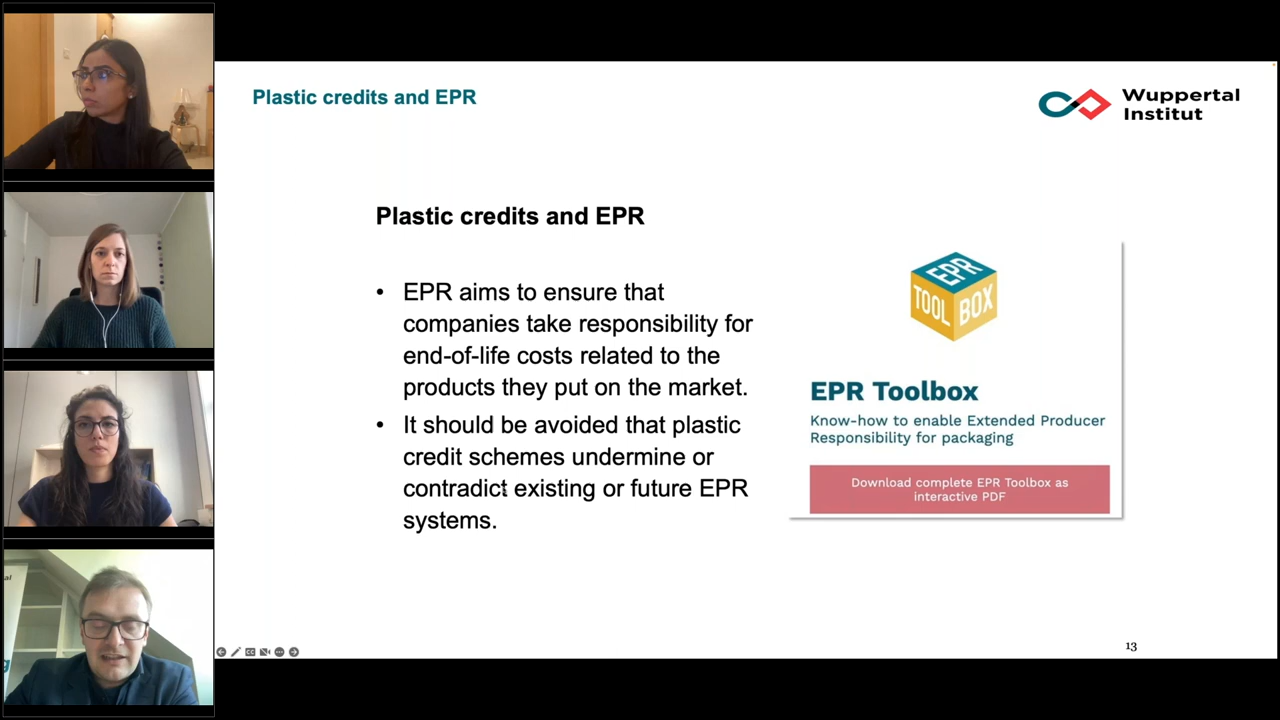 Plastic credits and EPR
Wuppertal
Institut
Plastic credits and EPR
• EPR aims to ensure that
companies take responsibility for
end-of-life costs related to the
products they put on the market.
• It should be avoided that plastic
credit schemes undermine or
contradict existing or future EPR
systems.
EPR
TOOL BOX
EPR Toolbox
Know-how to enable Extended Producer
Responsibility for packaging
Download complete EPR Toolbox as
interactive PDF
13